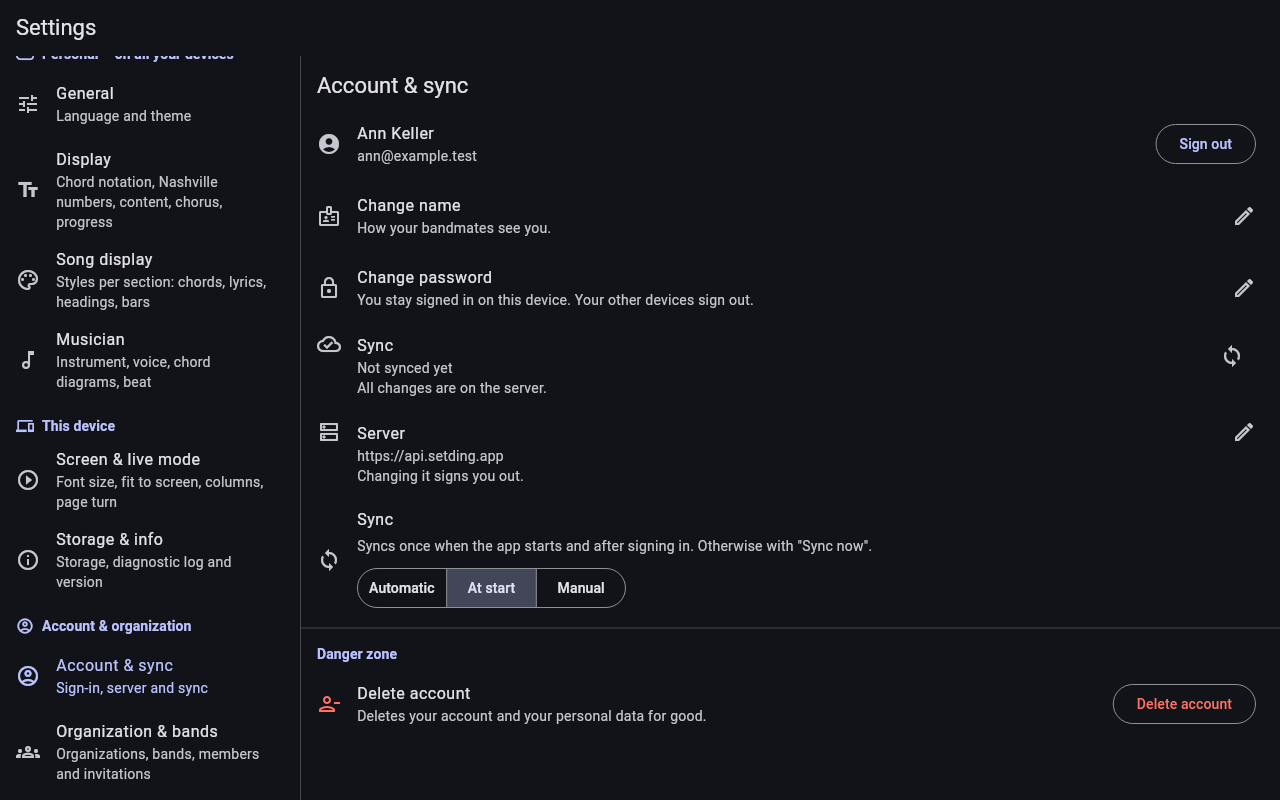 Settings
Personal – on all your devices
General
Language and theme
Display
Chord notation, Nashville
numbers, content, chorus,
progress
Song display
Styles per section: chords, lyrics,
headings, bars
Musician
Instrument, voice, chord
diagrams, beat
This device
Screen & live mode
Font size, fit to screen, columns,
page turn
Storage & info
Storage, diagnostic log and
version
Account & organization
Account & sync
Sign-in, server and sync
Organization & bands
Organizations, bands, members
and invitations
Account & sync
Ann Keller
ann@example.test
Sign out
Change name
How your bandmates see you.
Change password
You stay signed in on this device. Your other devices sign out.
Sync
Not synced yet
All changes are on the server.
Server
https://api.setding.app
Changing it signs you out.
Sync
Syncs once when the app starts and after signing in. Otherwise with "Sync now".
Automatic
At start
Manual
Danger zone
Delete account
Deletes your account and your personal data for good.
Delete account